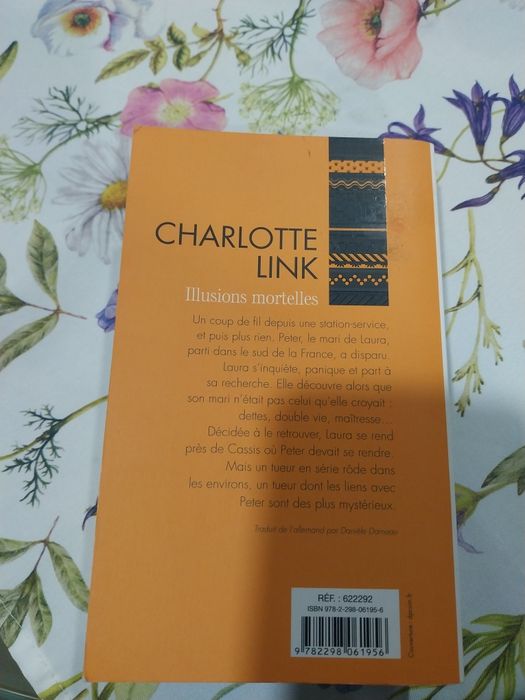 CHARLOTTE
LINK
Illusions mortelles
Un coup de fil depuis une station-service,
et puis plus rien. Peter, le mari de Laura,
parti dans le sud de la France, a disparu.
Laura s'inquiète, panique et part à
sa recherche. Elle découvre alors que
son mari n'était pas celui qu'elle croyait :
dettes, double vie, maîtresse...
Décidée à le retrouver, Laura se rend
près de Cassis où Peter devait se rendre.
Mais un tueur en série rôde dans
les environs, un tueur dont les liens avec
Peter sont des plus mystérieux.
Traduit de l'allemand par Danièle Darneau
RÉF. : 622292
ISBN 978-2-298-06195-6
9 782298 061956
Couverture :